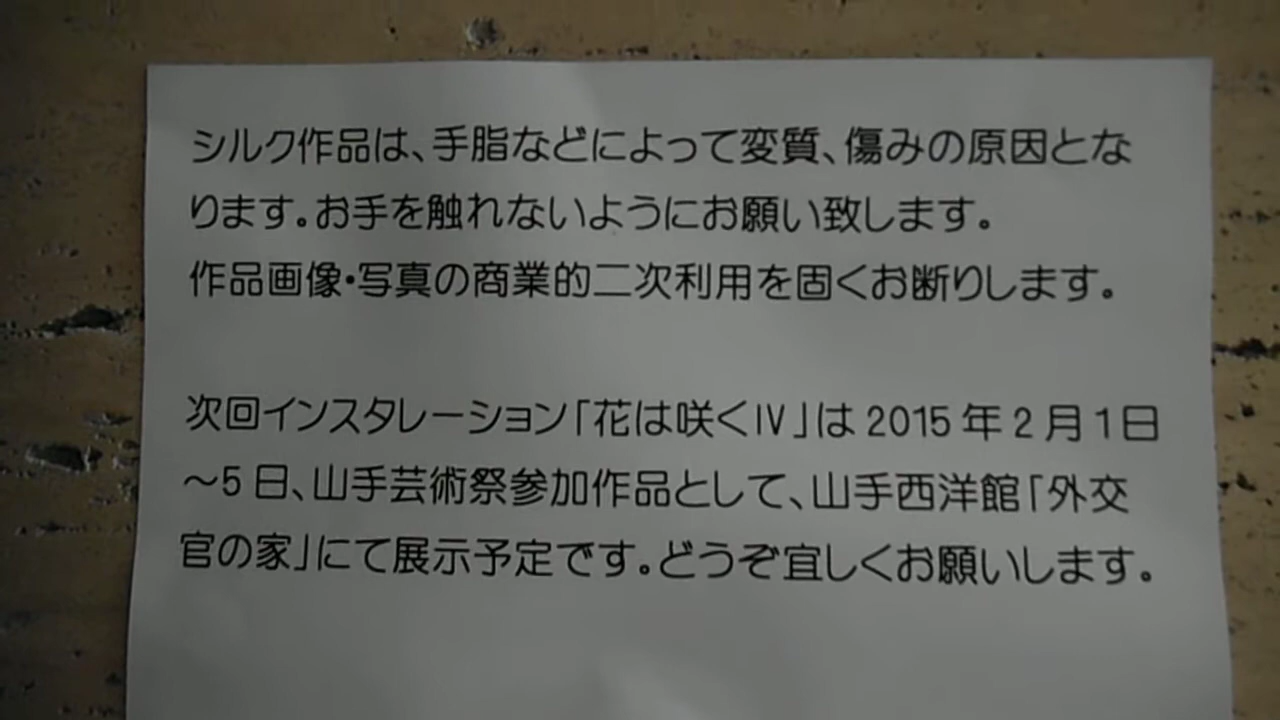 シルク作品は、手脂などによって変質、傷みの原因とな
ります。お手を触れないようにお願い致します。
作品画像・写真の商業的二次利用を固くお断りします。
次回インスタレーション「花は咲くⅣ」は2015年2月1日
～5日、山手芸術祭参加作品として、山手西洋館「外交
官の家」にて展示予定です。どうぞ宜しくお願いします。